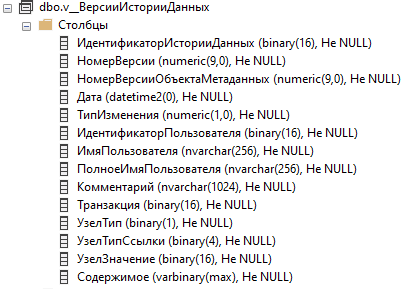 dbo.v__ВерсииИсторииДанных
Столбцы
ИдентификаторИсторииДанных (binary(16), Не NULL)
НомерВерсии (numeric(9,0), Не NULL)
НомерВерсииОбъектаМетаданных (numeric(9,0), Не NULL)
Дата (datetime2(0), Не NULL)
ТипИзменения (numeric(1,0), Не NULL)
ИдентификаторПользователя (binary(16), Не NULL)
ИмяПользователя (nvarchar(256), Не NULL)
ПолноеИмяПользователя (nvarchar(256), Не NULL)
Комментарий (nvarchar(1024), Не NULL)
Транзакция (binary(16), Не NULL)
УзелТип (binary(1), Не NULL)
УзелТипСсылки (binary(4), Не NULL)
УзелЗначение (binary(16), Не NULL)
Содержимое (varbinary(max), Не NULL)